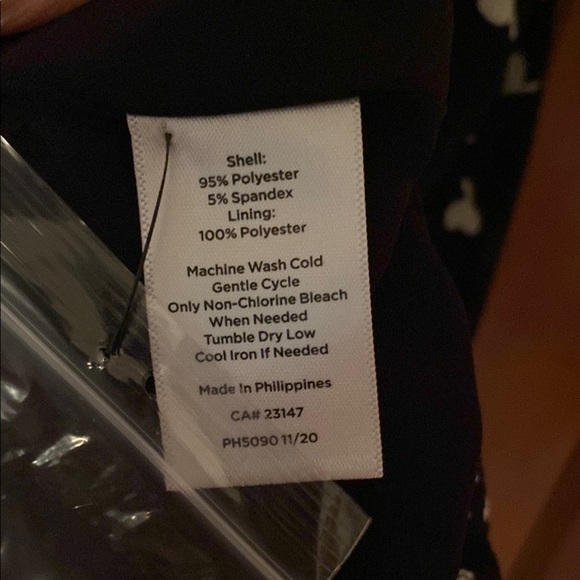 Shell:
95% Polyester
5% Spandex
Lining:
100% Polyester
Machine Wash Cold
Gentle Cycle
Only Non-Chlorine Bleach
When Needed
Tumble Dry Low
Cool Iron If Needed
Made In Philippines
CA# 23147
PH5090 11/20